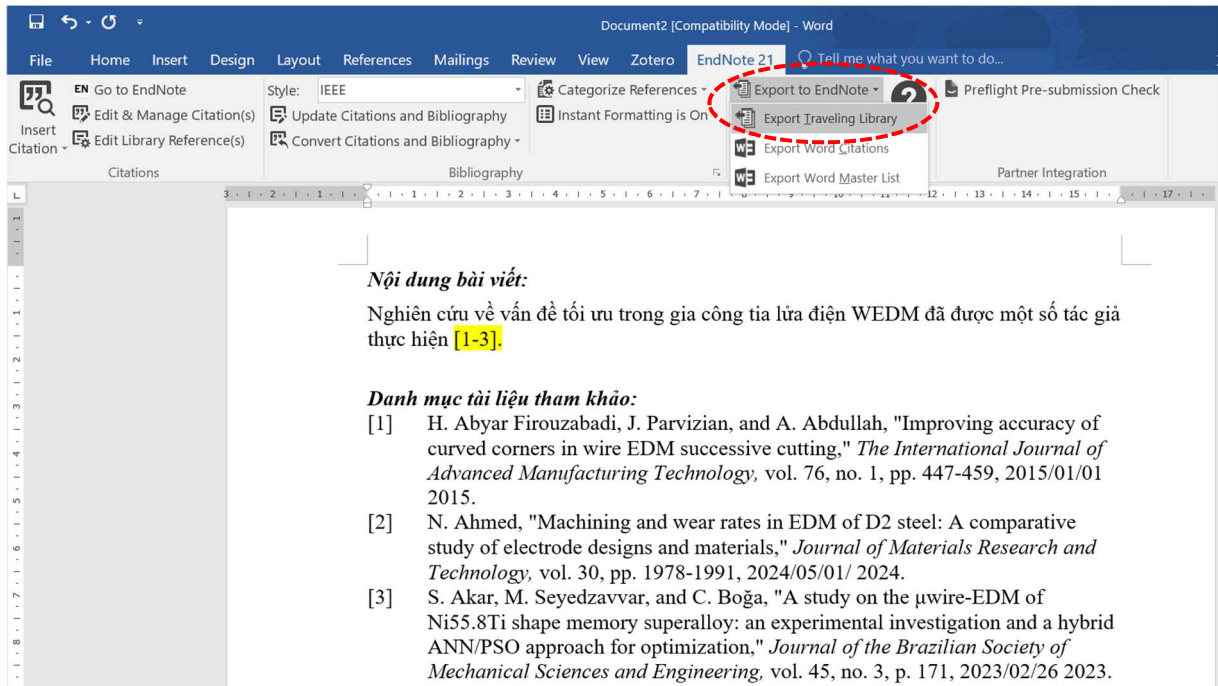 Document2 [Compatibility Mode] - Word
File Home Insert Design Layout References Mailings Review View Zotero EndNote 21 Tell me what you want to do...
Insert Citation
EN Go to EndNote
Edit & Manage Citation(s)
Edit Library Reference(s)
Citations
Style: IEEE
Update Citations and Bibliography
Convert Citations and Bibliography
Bibliography
Categorize References
Instant Formatting is On
Export to EndNote
Export Traveling Library
Export Word Citations
Export Word Master List
Preflight Pre-submission Check
Partner Integration
Nội dung bài viết:
Nghiên cứu về vấn đề tối ưu trong gia công tia lửa điện WEDM đã được một số tác giả
thực hiện [1-3].
Danh mục tài liệu tham khảo:
[1] H. Abyar Firouzabadi, J. Parvizian, and A. Abdullah, "Improving accuracy of
curved corners in wire EDM successive cutting," The International Journal of
Advanced Manufacturing Technology, vol. 76, no. 1, pp. 447-459, 2015/01/01
2015.
[2] N. Ahmed, "Machining and wear rates in EDM of D2 steel: A comparative
study of electrode designs and materials," Journal of Materials Research and
Technology, vol. 30, pp. 1978-1991, 2024/05/01/ 2024.
[3] S. Akar, M. Seyedzavvar, and C. Boğa, "A study on the μwire-EDM of
Ni55.8Ti shape memory superalloy: an experimental investigation and a hybrid
ANN/PSO approach for optimization," Journal of the Brazilian Society of
Mechanical Sciences and Engineering, vol. 45, no. 3, p. 171, 2023/02/26 2023.